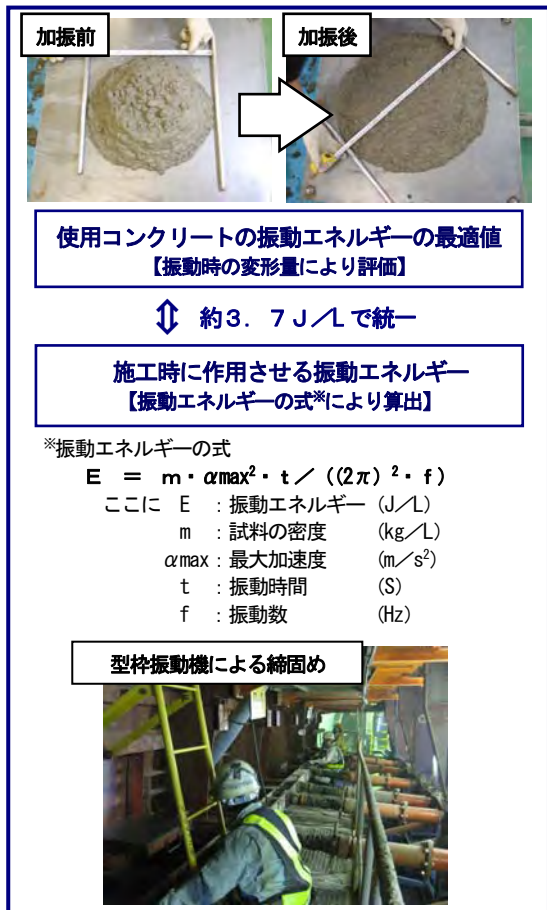 加振前
加振後
使用コンクリートの振動エネルギーの最適値
【振動時の変形量により評価】
⇕ 約3．7J／Lで統一
施工時に作用させる振動エネルギー
【振動エネルギーの式※により算出】
※振動エネルギーの式
E ＝ m・αmax²・t／((2π)²・f)
ここに E ：振動エネルギー (J／L)
m ：試料の密度 (kg／L)
αmax：最大加速度 (m／s²)
t ：振動時間 (S)
f ：振動数 (Hz)
型枠振動機による締固め